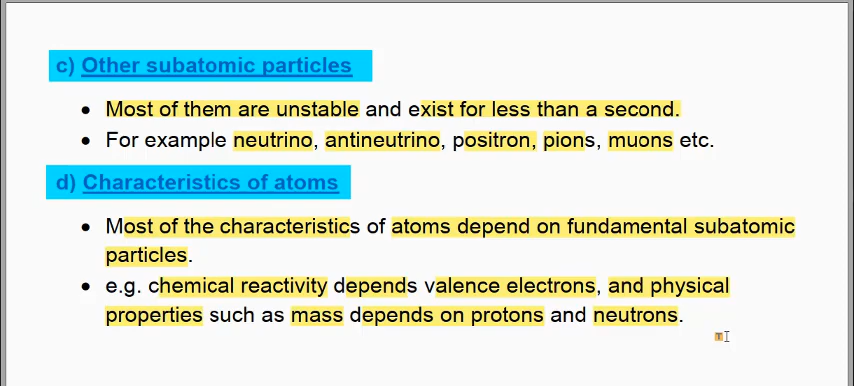 c) Other subatomic particles
• Most of them are unstable and exist for less than a second.
• For example neutrino, antineutrino, positron, pions, muons etc.
d) Characteristics of atoms
• Most of the characteristics of atoms depend on fundamental subatomic
particles.
• e.g. chemical reactivity depends valence electrons, and physical
properties such as mass depends on protons and neutrons.